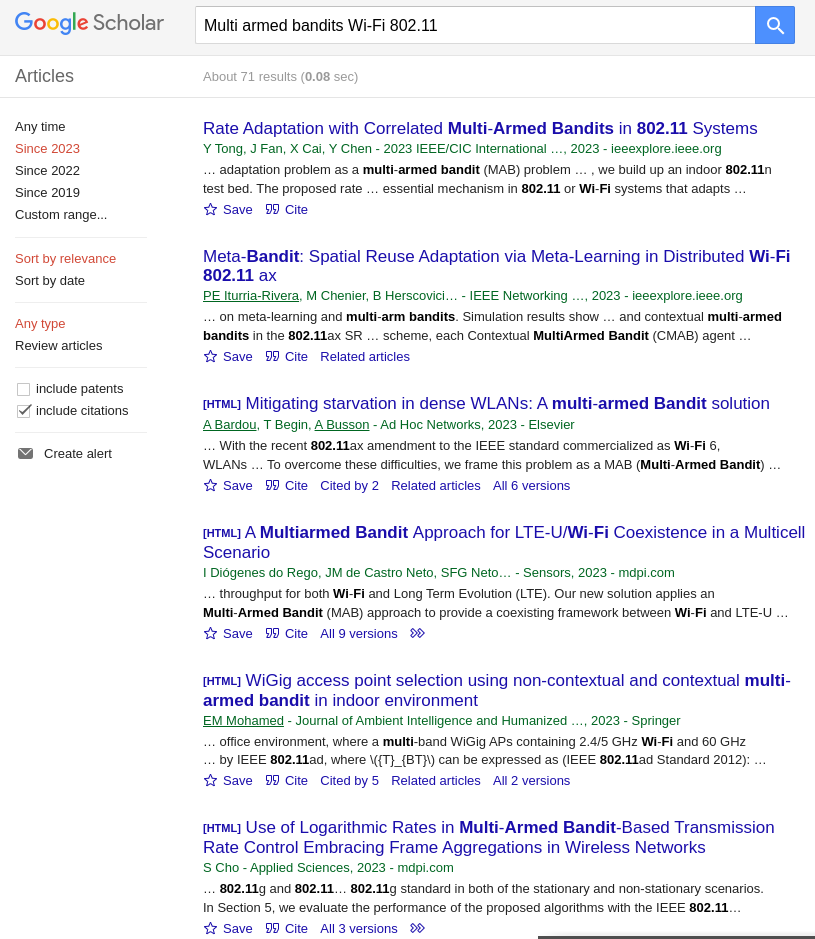 Google Scholar
Multi armed bandits Wi-Fi 802.11
Articles
About 71 results (0.08 sec)
Any time
Since 2023
Since 2022
Since 2019
Custom range...
Sort by relevance
Sort by date
Any type
Review articles
include patents
include citations
Create alert
Rate Adaptation with Correlated Multi-Armed Bandits in 802.11 Systems
Y Tong, J Fan, X Cai, Y Chen - 2023 IEEE/CIC International …, 2023 - ieeexplore.ieee.org
… adaptation problem as a multi-armed bandit (MAB) problem … , we build up an indoor 802.11n
test bed. The proposed rate … essential mechanism in 802.11 or Wi-Fi systems that adapts …
Save Cite
Meta-Bandit: Spatial Reuse Adaptation via Meta-Learning in Distributed Wi-Fi
802.11 ax
PE Iturria-Rivera, M Chenier, B Herscovici… - IEEE Networking …, 2023 - ieeexplore.ieee.org
… on meta-learning and multi-arm bandits. Simulation results show … and contextual multi-armed
bandits in the 802.11ax SR … scheme, each Contextual MultiArmed Bandit (CMAB) agent …
Save Cite Related articles
[HTML] Mitigating starvation in dense WLANs: A multi-armed Bandit solution
A Bardou, T Begin, A Busson - Ad Hoc Networks, 2023 - Elsevier
… With the recent 802.11ax amendment to the IEEE standard commercialized as Wi-Fi 6,
WLANs … To overcome these difficulties, we frame this problem as a MAB (Multi-Armed Bandit) …
Save Cite Cited by 2 Related articles All 6 versions
[HTML] A Multiarmed Bandit Approach for LTE-U/Wi-Fi Coexistence in a Multicell
Scenario
I Diógenes do Rego, JM de Castro Neto, SFG Neto… - Sensors, 2023 - mdpi.com
… throughput for both Wi-Fi and Long Term Evolution (LTE). Our new solution applies an
Multi-Armed Bandit (MAB) approach to provide a coexisting framework between Wi-Fi and LTE-U …
Save Cite All 9 versions
[HTML] WiGig access point selection using non-contextual and contextual multi-
armed bandit in indoor environment
EM Mohamed - Journal of Ambient Intelligence and Humanized …, 2023 - Springer
… office environment, where a multi-band WiGig APs containing 2.4/5 GHz Wi-Fi and 60 GHz
… by IEEE 802.11ad, where \({T}_{BT}\) can be expressed as (IEEE 802.11ad Standard 2012): …
Save Cite Cited by 5 Related articles All 2 versions
[HTML] Use of Logarithmic Rates in Multi-Armed Bandit-Based Transmission
Rate Control Embracing Frame Aggregations in Wireless Networks
S Cho - Applied Sciences, 2023 - mdpi.com
… 802.11g and 802.11… 802.11g standard in both of the stationary and non-stationary scenarios.
In Section 5, we evaluate the performance of the proposed algorithms with the IEEE 802.11…
Save Cite All 3 versions